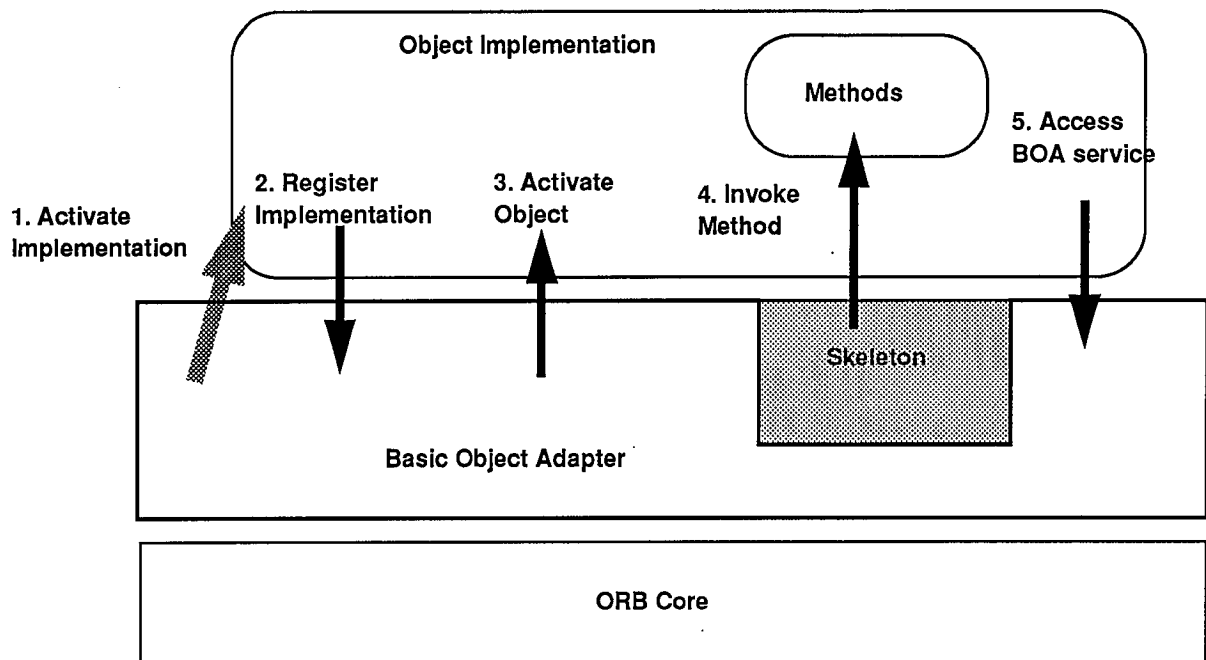 Object Implementation
Methods
5. Access
BOA service
2. Register
Implementation
3. Activate
Object
4. Invoke
Method
1. Activate
Implementation
Skeleton
Basic Object Adapter
ORB Core